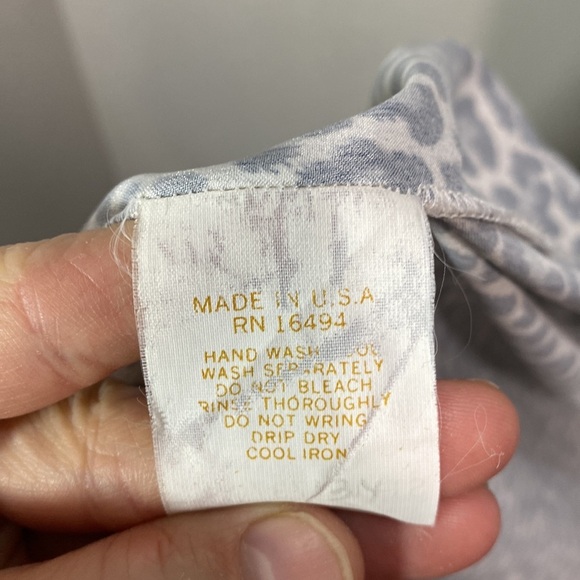 MADE IN U.S.A
RN 16494
HAND WASH COOL
WASH SEPARATELY
DO NOT BLEACH
RINSE THOROUGHLY
DO NOT WRING
DRIP DRY
COOL IRON